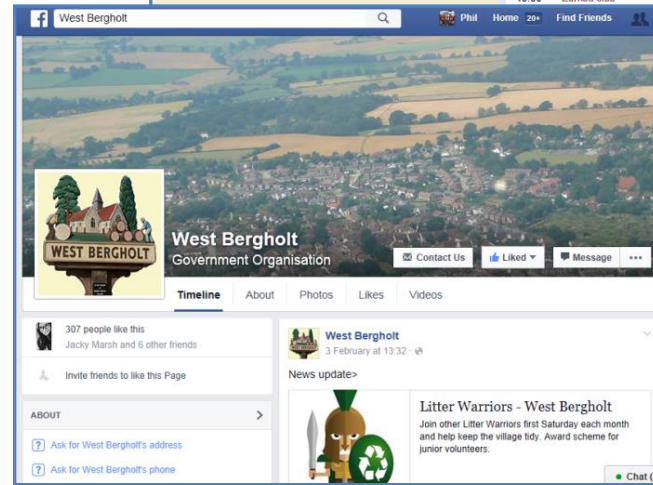 West Bergholt
Phil Home 20+ Find Friends
WEST BERGHOLT
West Bergholt
Government Organisation
Contact Us
Liked
Message
Timeline
About
Photos
Likes
Videos
307 people like this
Jacky Marsh and 6 other friends
Invite friends to like this Page
ABOUT
? Ask for West Bergholt's address
? Ask for West Bergholt's phone
West Bergholt
3 February at 13:32
News update>
Litter Warriors - West Bergholt
Join other Litter Warriors first Saturday each month
and help keep the village tidy. Award scheme for
junior volunteers.
Chat (